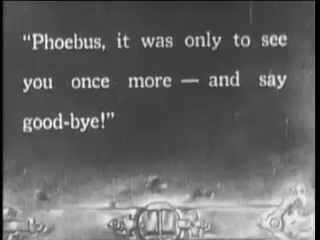 “Phoebus, it was only to see
you once more — and say
good-bye!”